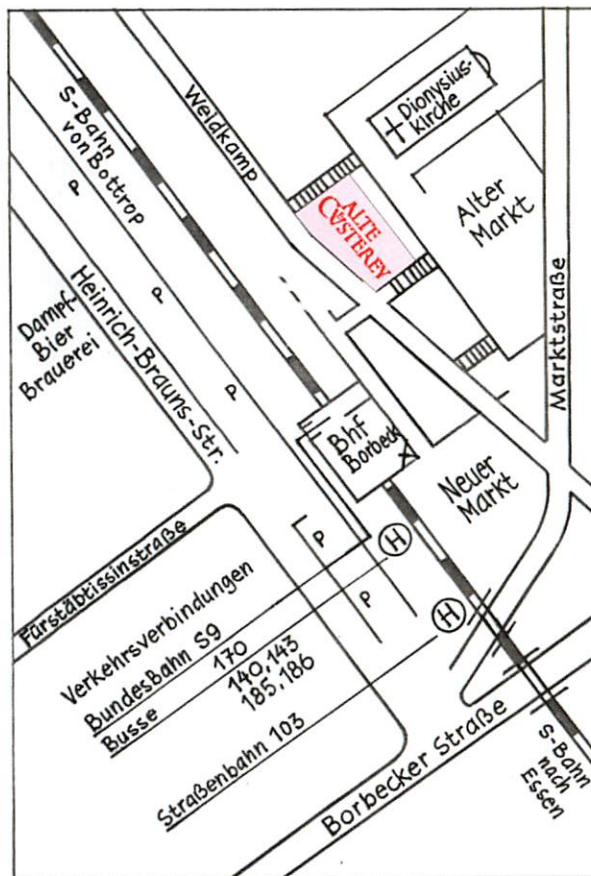 S-Bahn
von Bottrop
Weidkamp
Dionysius-
kirche
ALTE
CVSTEREY
Alter
Markt
Marktstraße
P
P
P
Heinrich-Brauns-Str.
Dampf-
Bier
Brauerei
Bhf
Borbeck
Neuer
Markt
P
P
H
H
Fürstäbtissinstraße
Verkehrsverbindungen
BundesBahn S9
170
Busse
140,143
185,186
Straßenbahn 103
Borbecker Straße
S-Bahn
nach
Essen